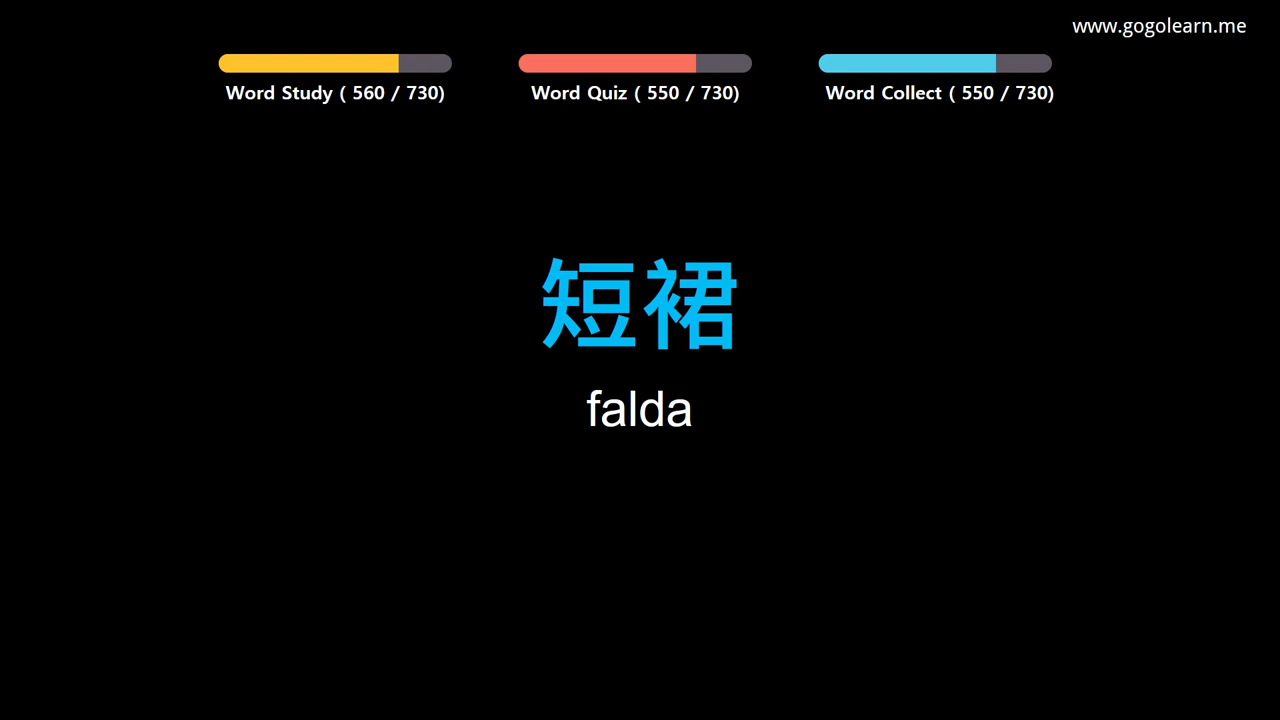 www.gogolearn.me
Word Study ( 560 / 730)
Word Quiz ( 550 / 730)
Word Collect ( 550 / 730)
短裙
falda